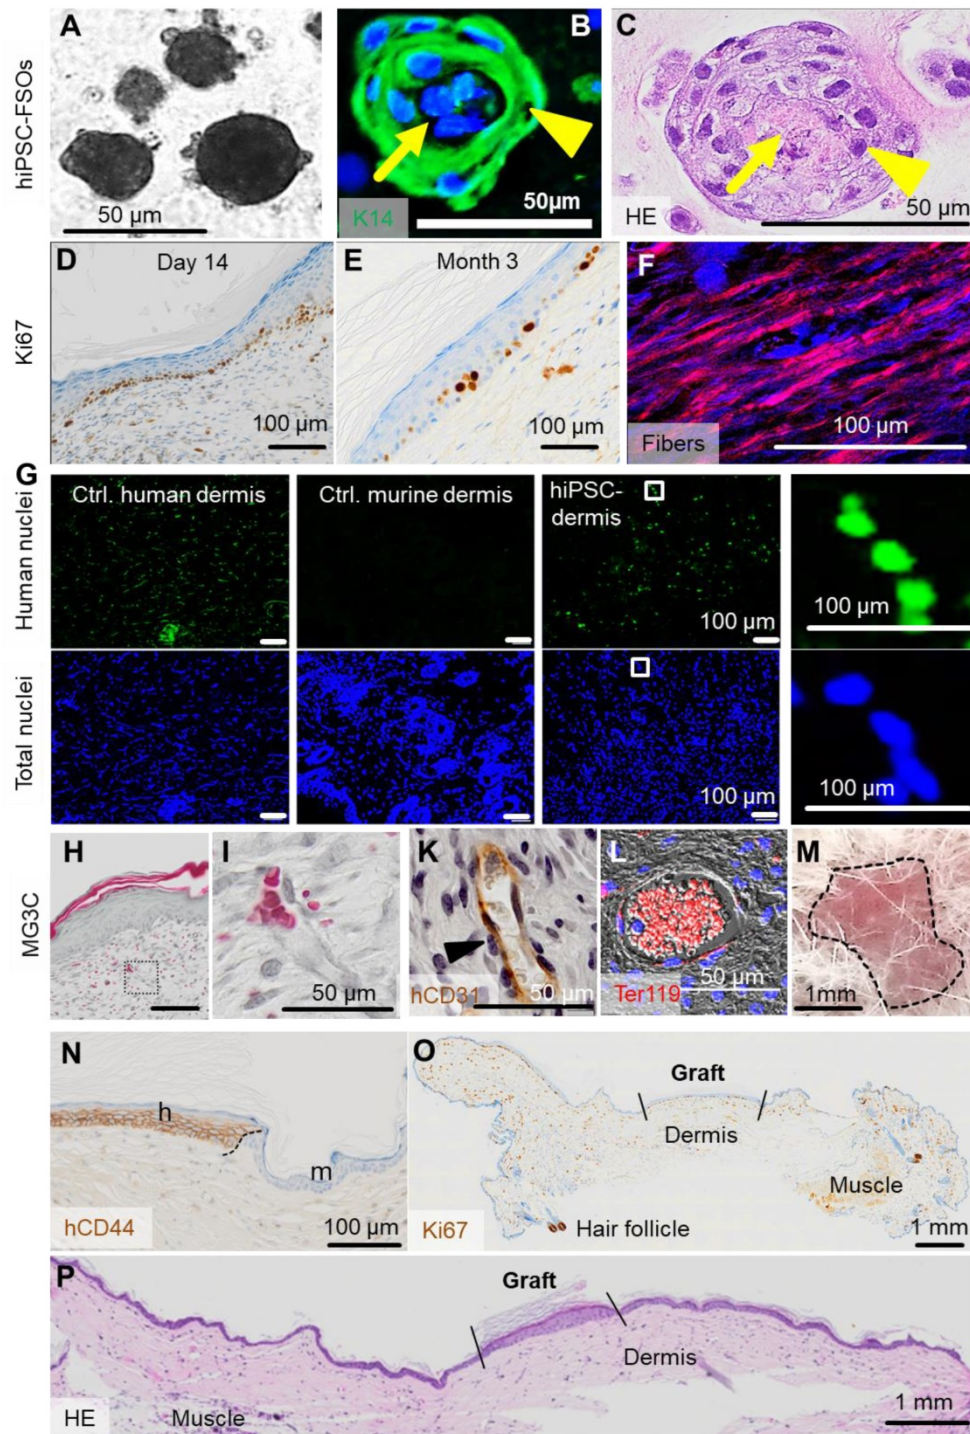 hiPSC-FSOs
A
50 µm
B
K14
50µm
C
HE
50 µm
Ki67
D
Day 14
100 µm
E
Month 3
100 µm
F
Fibers
100 µm
G
Human nuclei
Ctrl. human dermis
Ctrl. murine dermis
hiPSC-
dermis
100 µm
100 µm
Total nuclei
100 µm
100 µm
MG3C
H
I
50 µm
K
hCD31
50 µm
L
Ter119
50 µm
M
1mm
N
h
m
hCD44
100 µm
O
Graft
Dermis
Muscle
Ki67
Hair follicle
1 mm
P
Graft
Dermis
HE
Muscle
1 mm